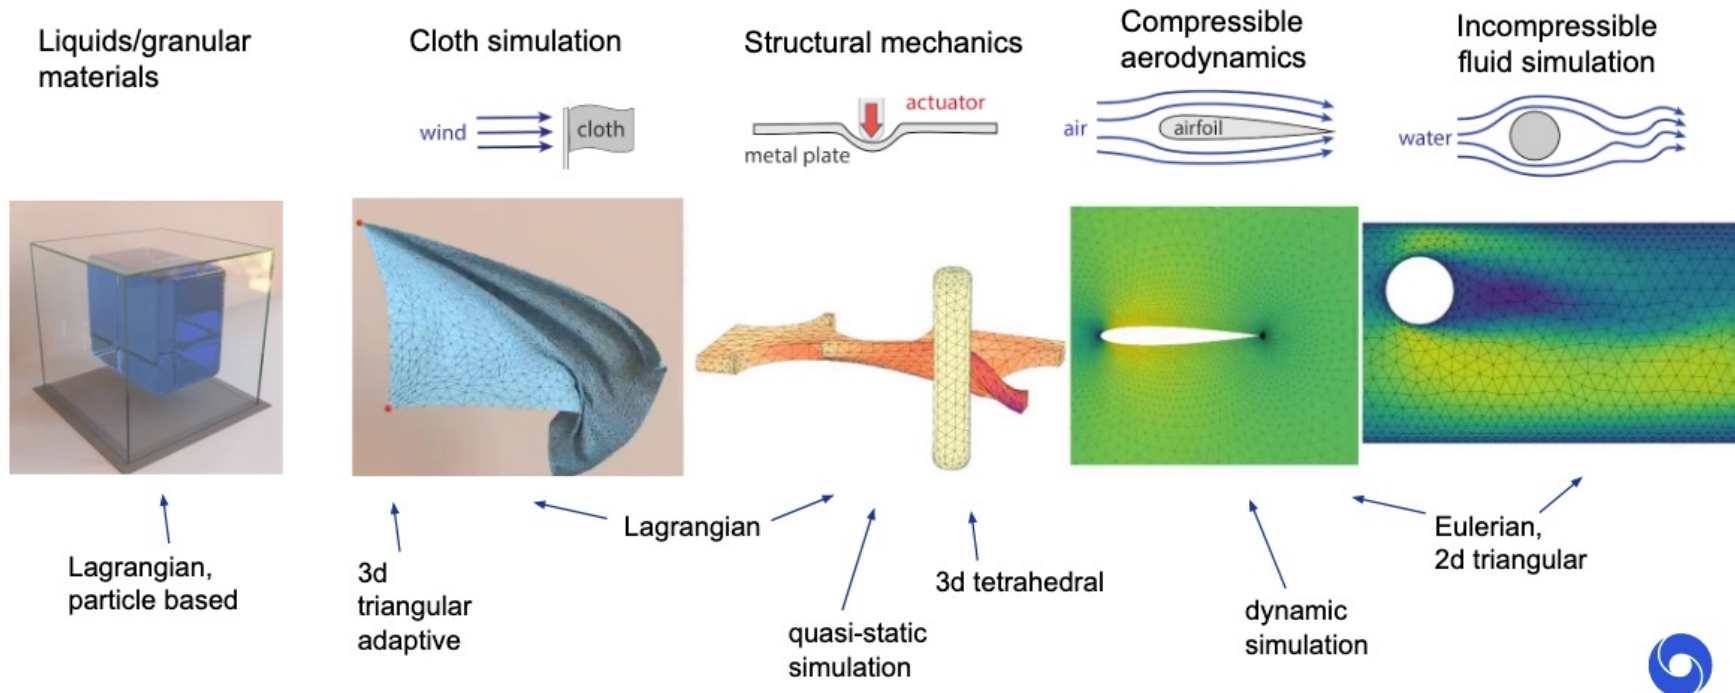 Liquids/granular
materials
Cloth simulation
Structural mechanics
Compressible
aerodynamics
Incompressible
fluid simulation
wind
cloth
actuator
metal plate
air
airfoil
water
Lagrangian,
particle based
3d
triangular
adaptive
Lagrangian
quasi-static
simulation
3d tetrahedral
dynamic
simulation
Eulerian,
2d triangular